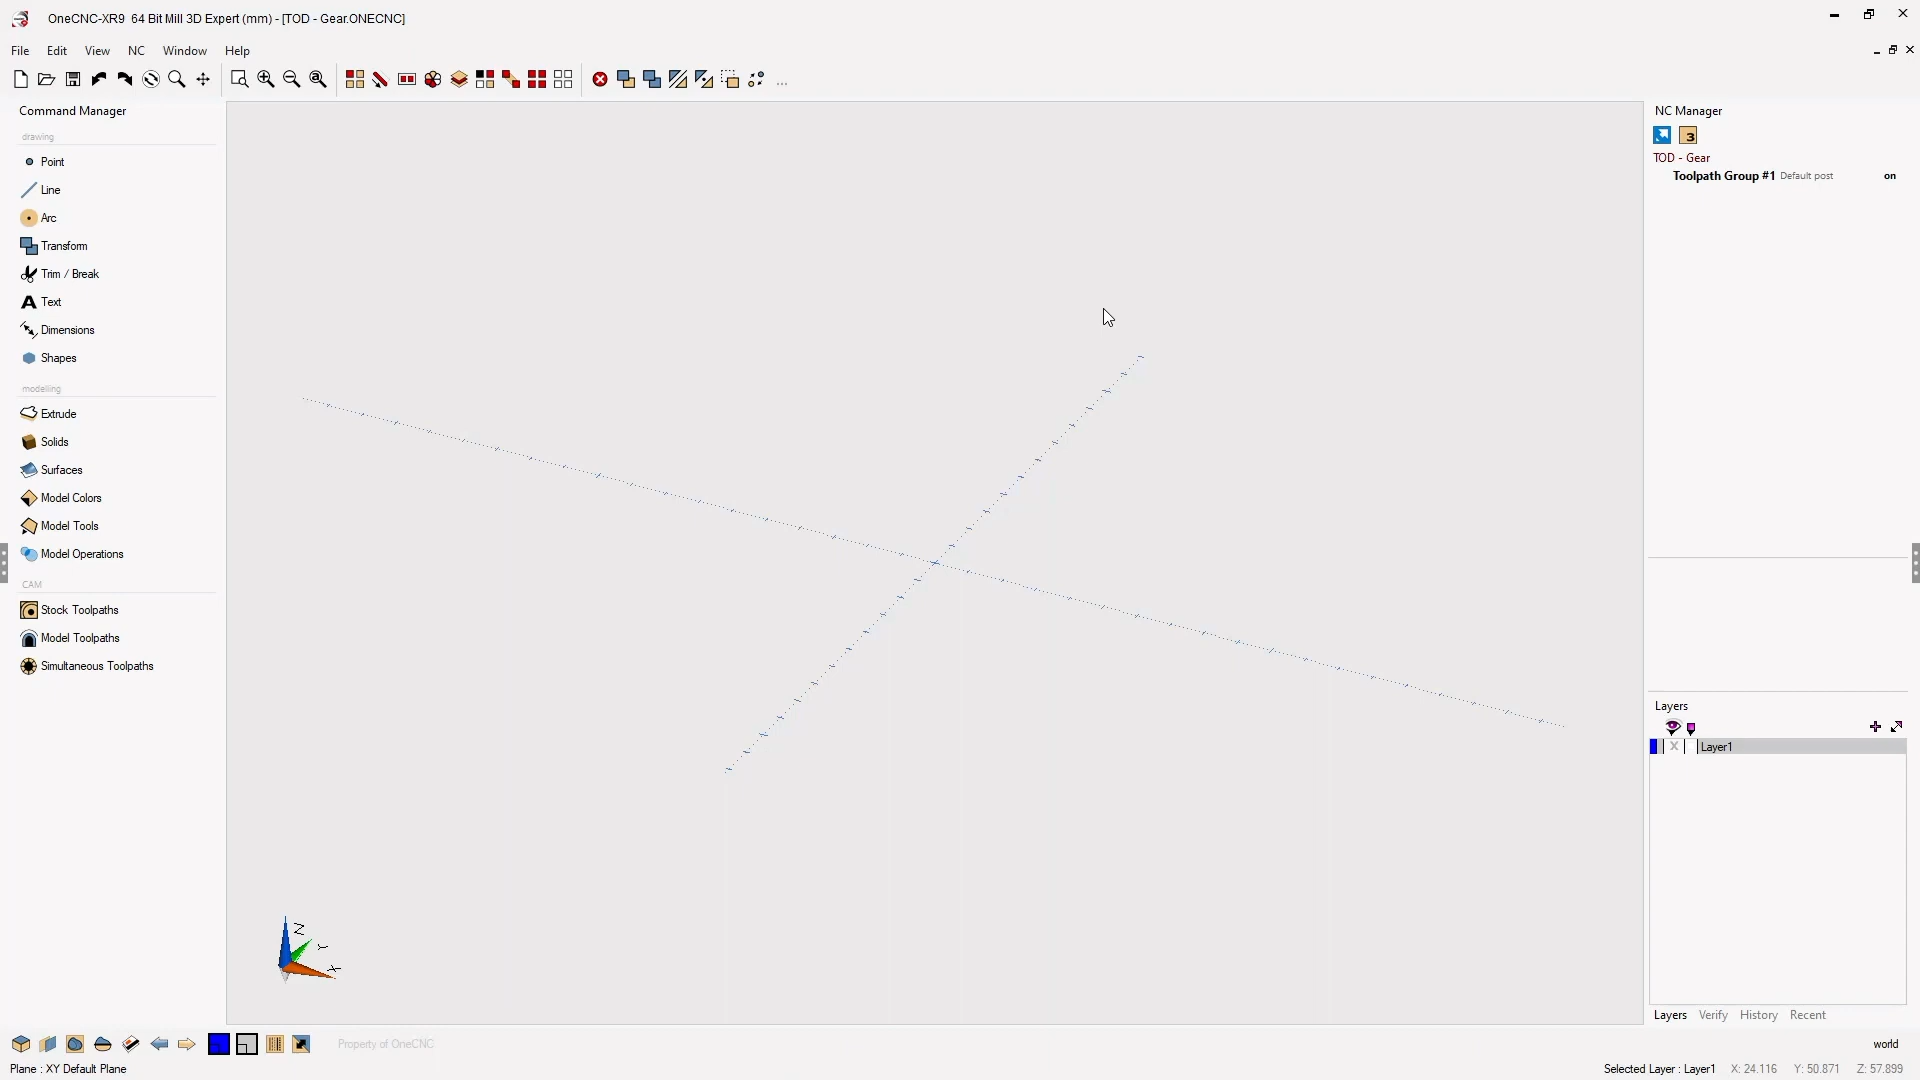 OneCNC-XR9  64 Bit Mill 3D Expert (mm) - [TOD - Gear.ONECNC]
File Edit View NC Window Help
Command Manager
drawing
Point
Line
Arc
Transform
Trim / Break
Text
Dimensions
Shapes
modelling
Extrude
Solids
Surfaces
Model Colors
Model Tools
Model Operations
CAM
Stock Toolpaths
Model Toolpaths
Simultaneous Toolpaths
Z
Y
X
NC Manager
3
TOD - Gear
Toolpath Group #1 Default post on
Layers
X Layer1
Layers Verify History Recent
Property of OneCNC
world
Plane : XY Default Plane
Selected Layer : Layer1 X: 24.116 Y: 50.871 Z: 57.899